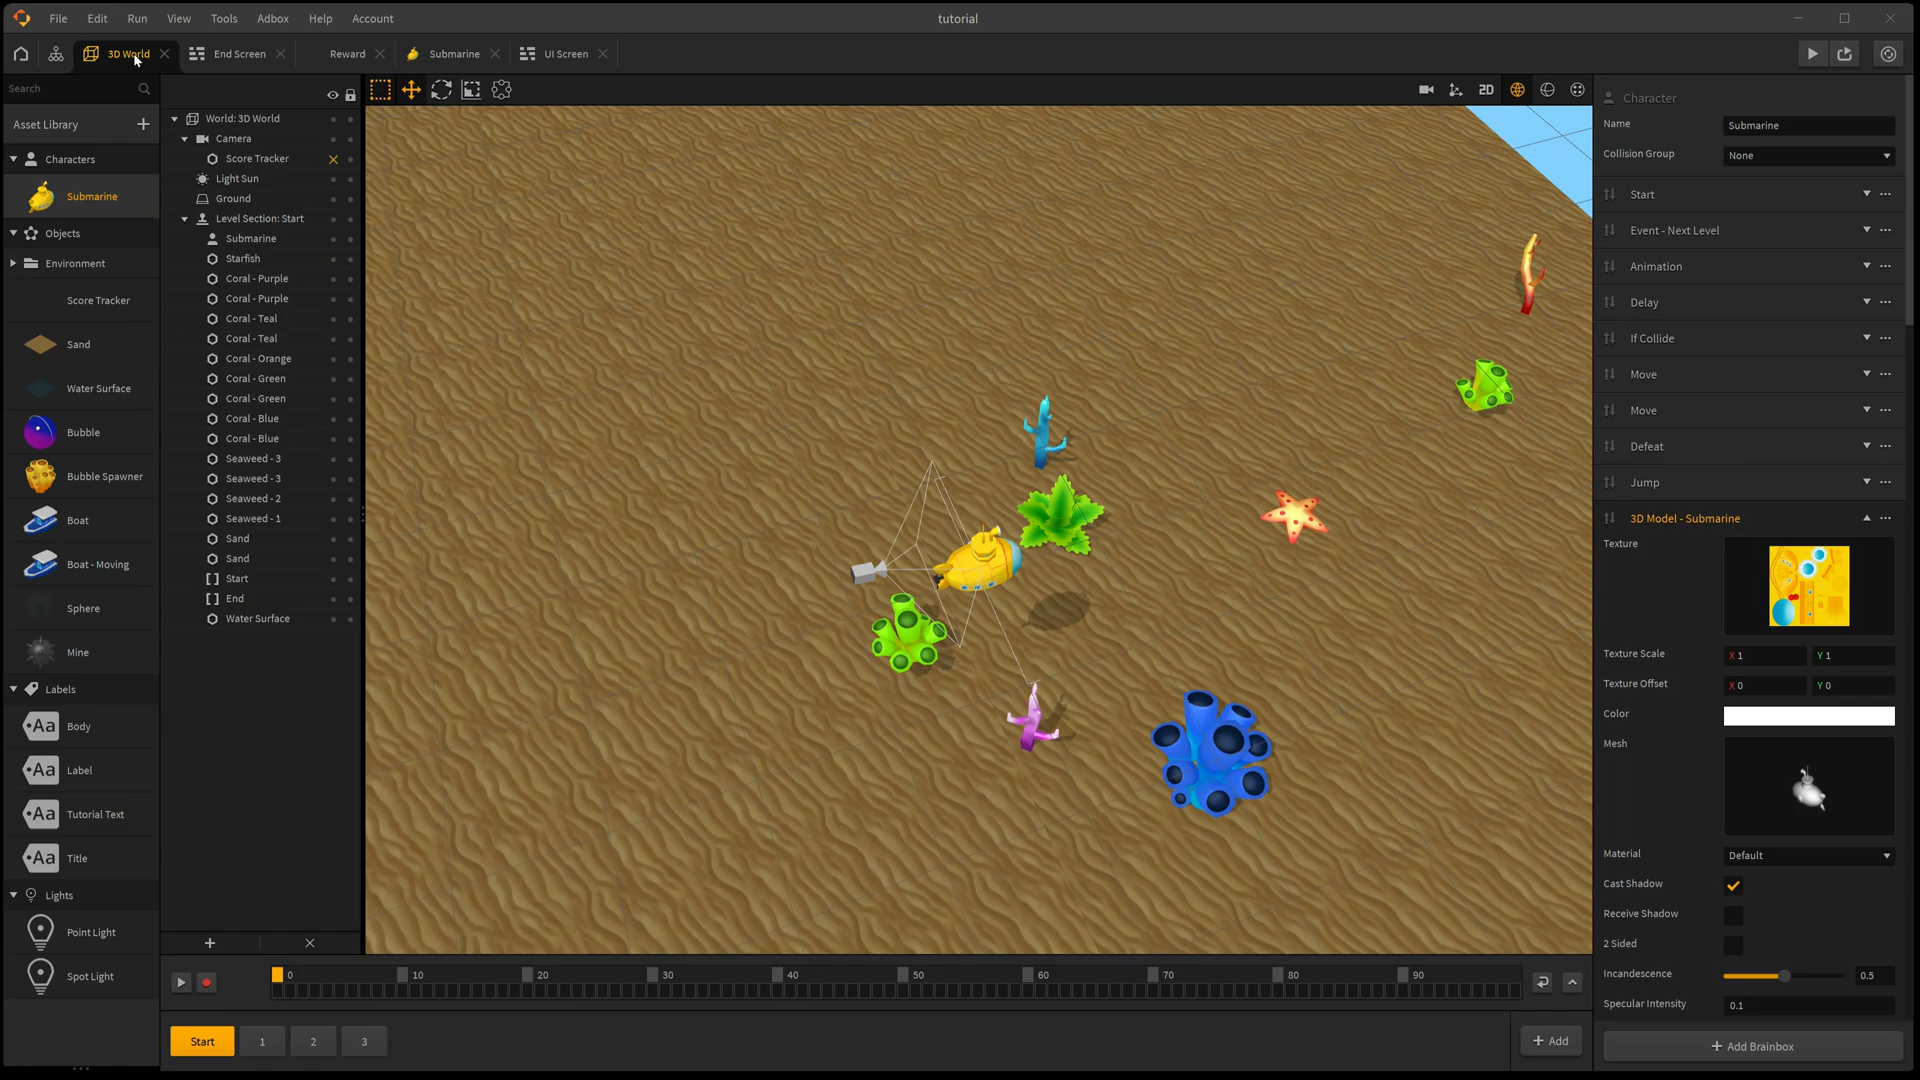 File Edit Run View Tools Adbox Help Account
tutorial
3D World End Screen Reward Submarine UI Screen
Search
Asset Library
Characters
Submarine
Objects
Environment
Score Tracker
Sand
Water Surface
Bubble
Bubble Spawner
Boat
Boat - Moving
Sphere
Mine
Labels
Aa Body
Aa Label
Aa Tutorial Text
Aa Title
Lights
Point Light
Spot Light
World: 3D World
Camera
Score Tracker
Light Sun
Ground
Level Section: Start
Submarine
Starfish
Coral - Purple
Coral - Purple
Coral - Teal
Coral - Teal
Coral - Orange
Coral - Green
Coral - Green
Coral - Blue
Coral - Blue
Seaweed - 3
Seaweed - 3
Seaweed - 2
Seaweed - 1
Sand
Sand
Start
End
Water Surface
2D
0 10 20 30 40 50 60 70 80 90
Start 1 2 3
+ Add
Character
Name Submarine
Collision Group None
Start
Event - Next Level
Animation
Delay
If Collide
Move
Move
Defeat
Jump
3D Model - Submarine
Texture
Texture Scale X 1 Y 1
Texture Offset X 0 Y 0
Color
Mesh
Material Default
Cast Shadow
Receive Shadow
2 Sided
Incandescence 0.5
Specular Intensity 0.1
+ Add Brainbox